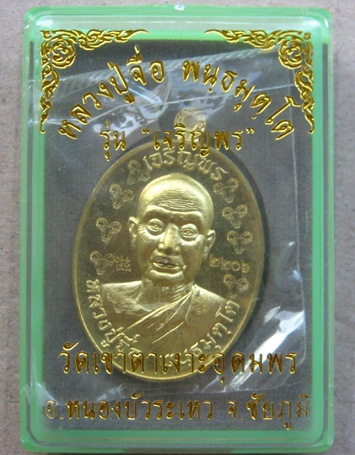 หลวงปู่จื่อ พนฺธมุตฺโต
รุ่น "เจริญพร"
เจริญพร
๒๒๐๖
วัดเขาตาเงาะอุดมพร
อ.หนองบัวระเหว จ.ชัยภูมิ